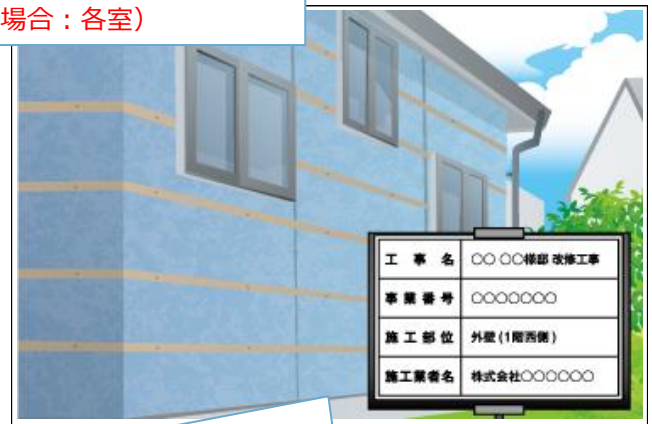 場合：各室）
工事名 〇〇 〇〇様邸 改修工事
事業番号 〇〇〇〇〇〇〇
施工部位 外壁(1階西側)
施工業者名 株式会社〇〇〇〇〇〇